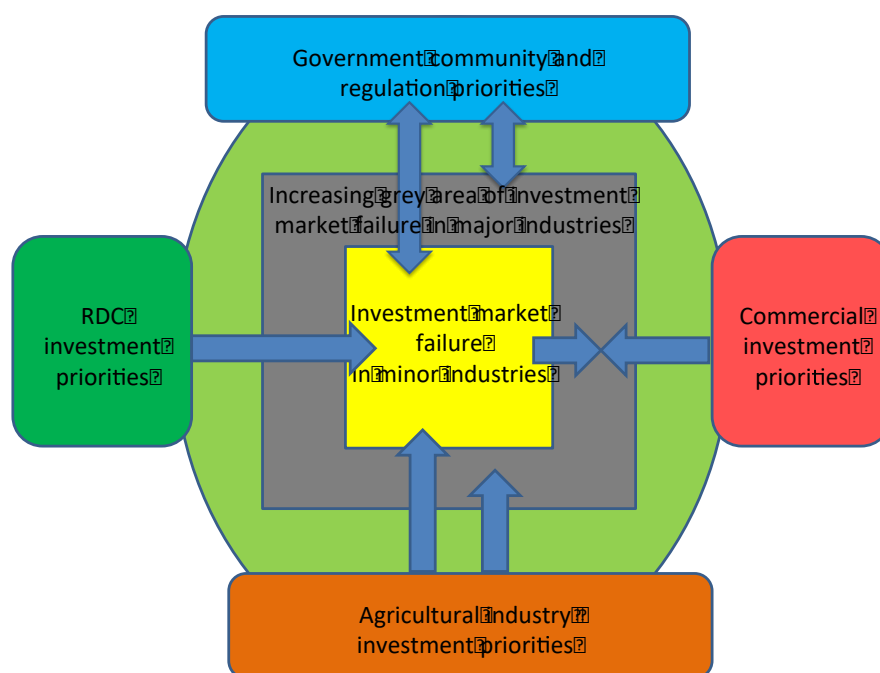 Government community and
regulation priorities
Increasing grey area of investment
market failure in major industries
RDC
investment
priorities
Investment market
failure
in minor industries
Commercial
investment
priorities
Agricultural industry
investment priorities